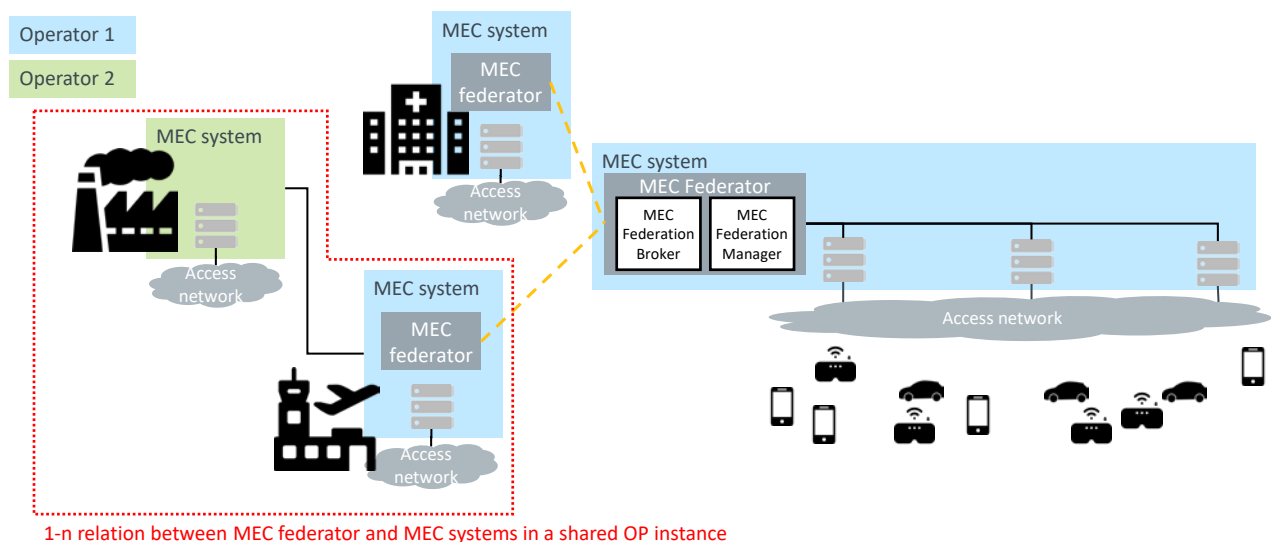 Operator 1
Operator 2
MEC system
MEC
federator
Access
network
MEC system
Access
network
MEC system
MEC
federator
Access
network
MEC system
MEC Federator
MEC
Federation
Broker
MEC
Federation
Manager
Access network
1-n relation between MEC federator and MEC systems in a shared OP instance